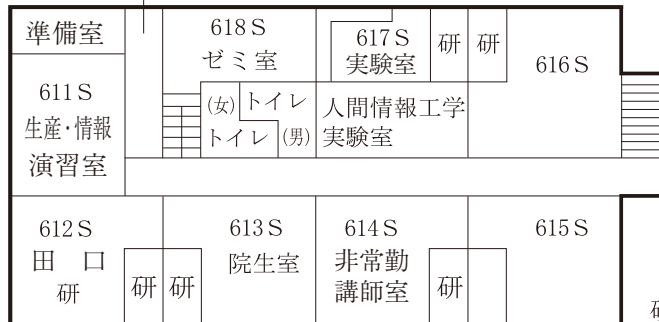 準備室
611S
生産・情報
演習室
618S
ゼミ室
(女)トイレ
トイレ(男)
617S
実験室
研
研
人間情報工学
実験室
616S
612S
田口
研
研
研
613S
院生室
614S
非常勤
講師室
研
615S